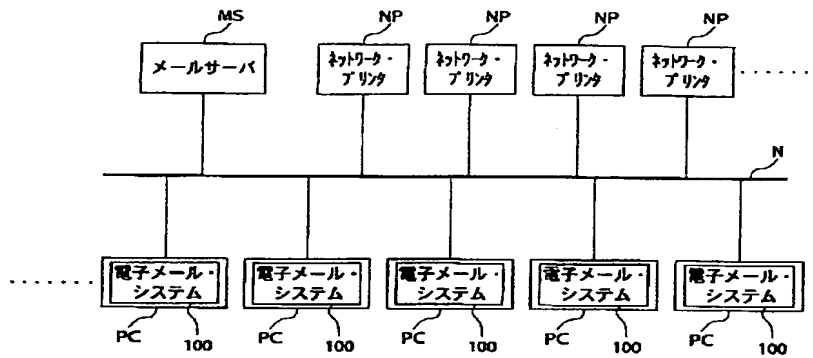 MS
NP
NP
NP
NP
メールサーバ
ネットワーク・
プリンタ
ネットワーク・
プリンタ
ネットワーク・
プリンタ
ネットワーク・
プリンタ
N
電子メール・
システム
電子メール・
システム
電子メール・
システム
電子メール・
システム
電子メール・
システム
PC
100
PC
100
PC
100
PC
100
PC
100